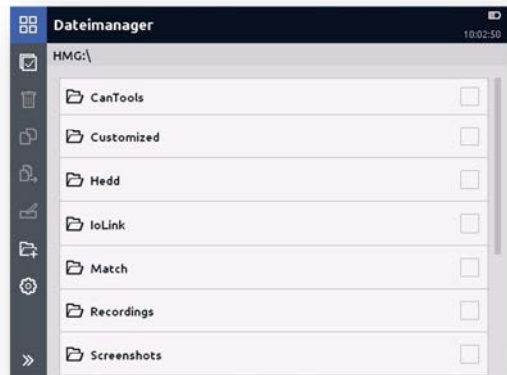 Dateimanager
10:02:50
HMG:\
CanTools
Customized
Hedd
IoLink
Match
Recordings
Screenshots